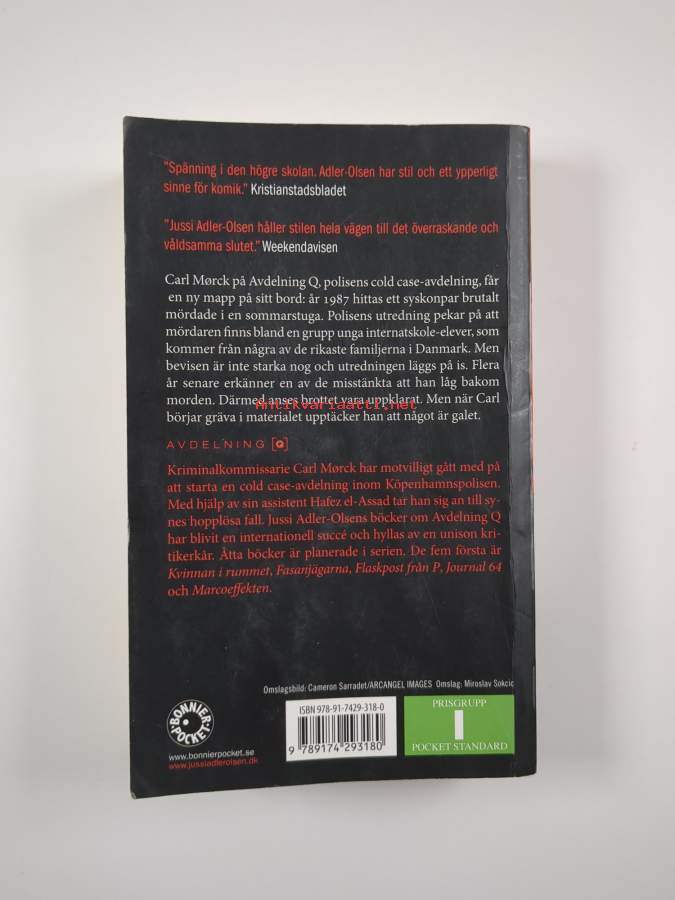 "Spänning i den högre skolan. Adler-Olsen har stil och ett ypperligt
sinne för komik." Kristianstadsbladet
"Jussi Adler-Olsen håller stilen hela vägen till det överraskande och
våldsamma slutet." Weekendavisen
Carl Mørck på Avdelning Q, polisens cold case-avdelning, får
en ny mapp på sitt bord: år 1987 hittas ett syskonpar brutalt
mördade i en sommarstuga. Polisens utredning pekar på att
mördaren finns bland en grupp unga internatskole-elever, som
kommer från några av de rikaste familjerna i Danmark. Men
bevisen är inte starka nog och utredningen läggs på is. Flera
år senare erkänner en av de misstänkta att han låg bakom
morden. Därmed anses brottet vara uppklarat. Men när Carl
Antikvariaatti.net
börjar gräva i materialet upptäcker han att något är galet.
AVDELNING [Q]
Kriminalkommissarie Carl Mørck har motvilligt gått med på
att starta en cold case-avdelning inom Köpenhamnspolisen.
Med hjälp av sin assistent Hafez el-Assad tar han sig an till sy-
nes hopplösa fall. Jussi Adler-Olsens böcker om Avdelning Q
har blivit en internationell succé och hyllas av en unison kri-
tikerkår. Åtta böcker är planerade i serien. De fem första är
Kvinnan i rummet, Fasanjägarna, Flaskpost från P, Journal 64
och Marcoeffekten.
Omslagsbild: Cameron Sarradet/ARCANGEL IMAGES Omslag: Miroslav Sokcic
BONNIER
POCKET
www.bonnierpocket.se
www.jussiadlerolsen.dk
ISBN 978-91-7429-318-0
9 789174 293180
PRISGRUPP
I
POCKET STANDARD